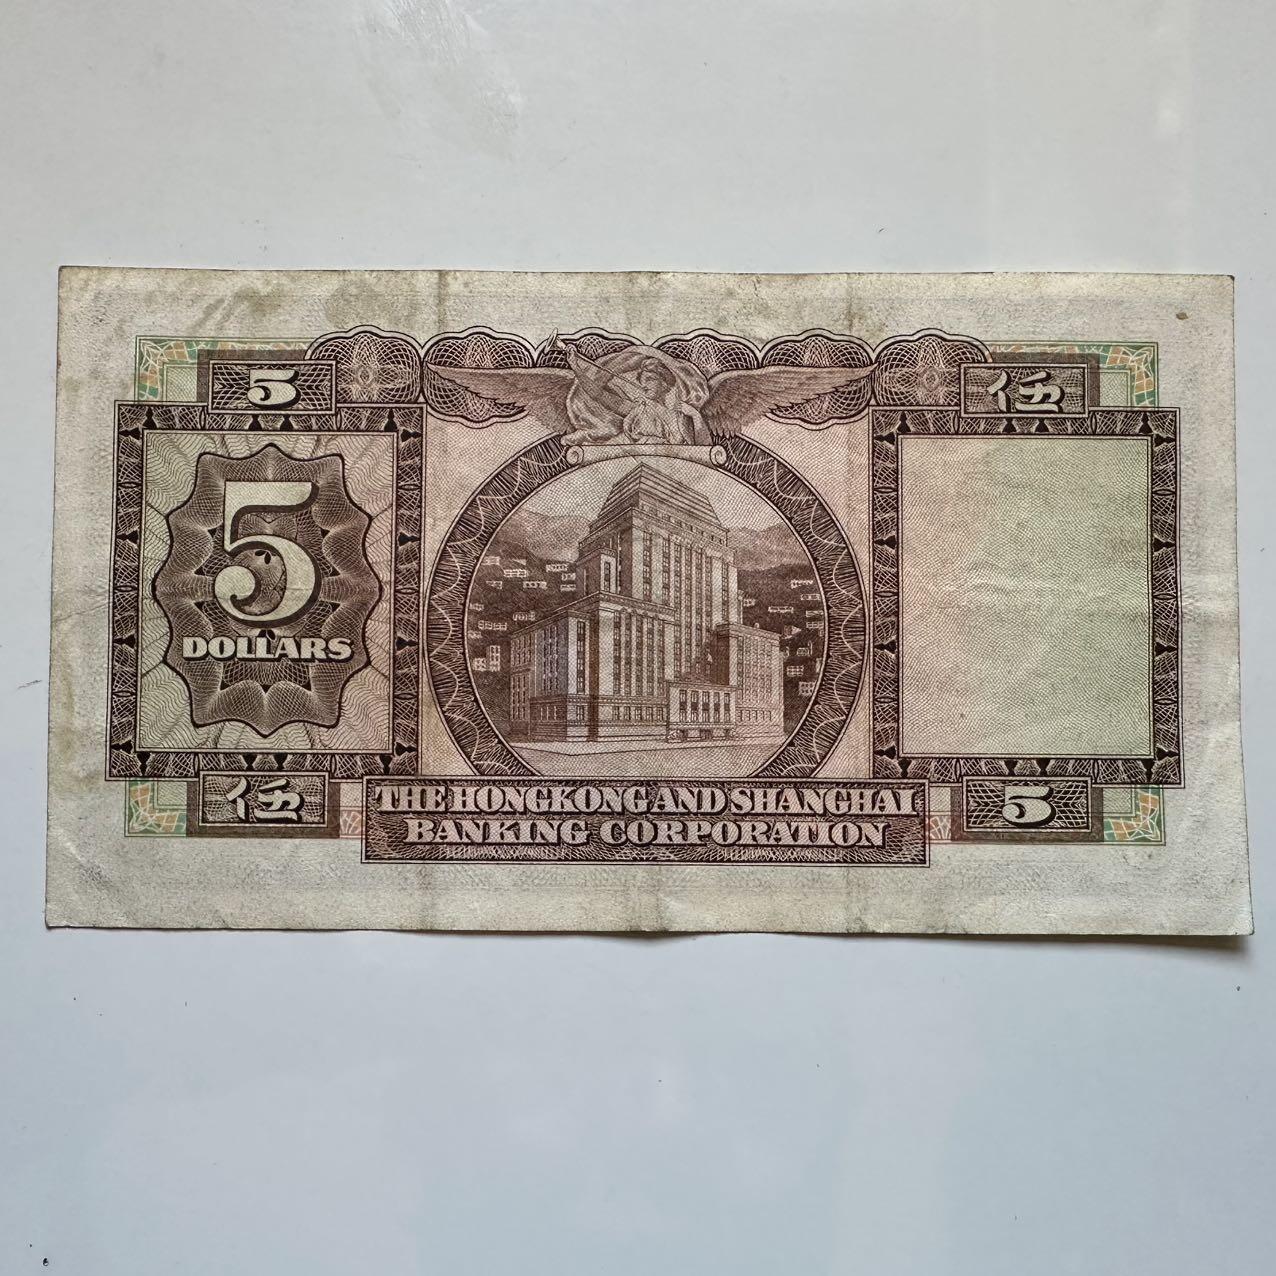 5
伍
5
DOLLARS
伍
THE HONGKONG AND SHANGHAI
BANKING CORPORATION
5